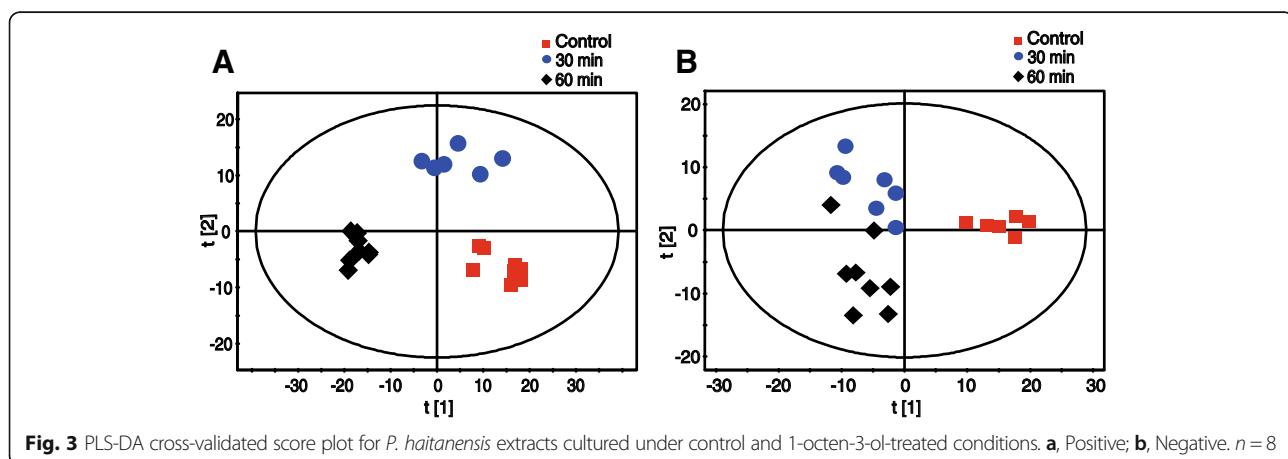 A
Control
30 min
60 min
20
10
0
-10
-20
t [2]
-30
-20
-10
0
10
20
30
t [1]
B
Control
30 min
60 min
20
10
0
-10
-20
t [2]
-30
-20
-10
0
10
20
30
t [1]
Fig. 3 PLS-DA cross-validated score plot for P. haitanensis extracts cultured under control and 1-octen-3-ol-treated conditions. a, Positive; b, Negative. n = 8